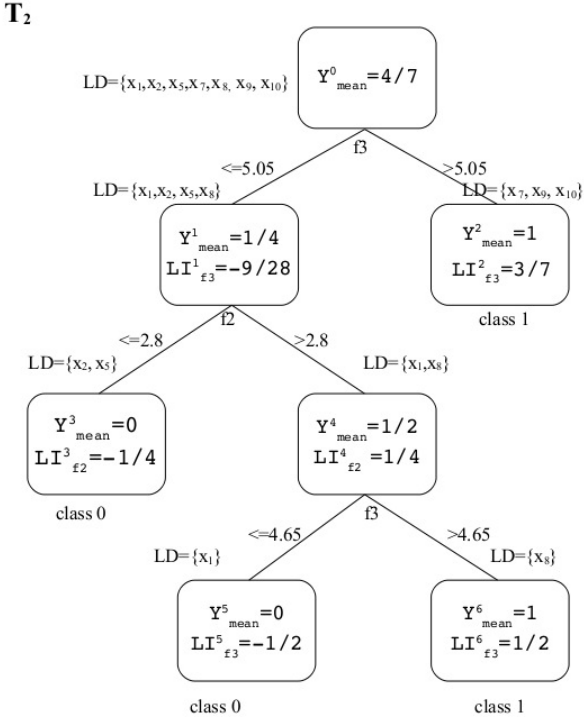 T₂
LD={x₁,x₂,x₅,x₇,x₈, x₉, x₁₀}
Y⁰mean=4/7
f3
<=5.05
>5.05
LD={x₁,x₂, x₅,x₈}
LD={x₇, x₉, x₁₀}
Y¹mean=1/4
LI¹f3=-9/28
Y²mean=1
LI²f3=3/7
f2
class 1
<=2.8
>2.8
LD={x₂, x₅}
LD={x₁,x₈}
Y³mean=0
LI³f2=-1/4
Y⁴mean=1/2
LI⁴f2 =1/4
class 0
f3
<=4.65
>4.65
LD={x₁}
LD={x₈}
Y⁵mean=0
LI⁵f3=-1/2
Y⁶mean=1
LI⁶f3=1/2
class 0
class 1